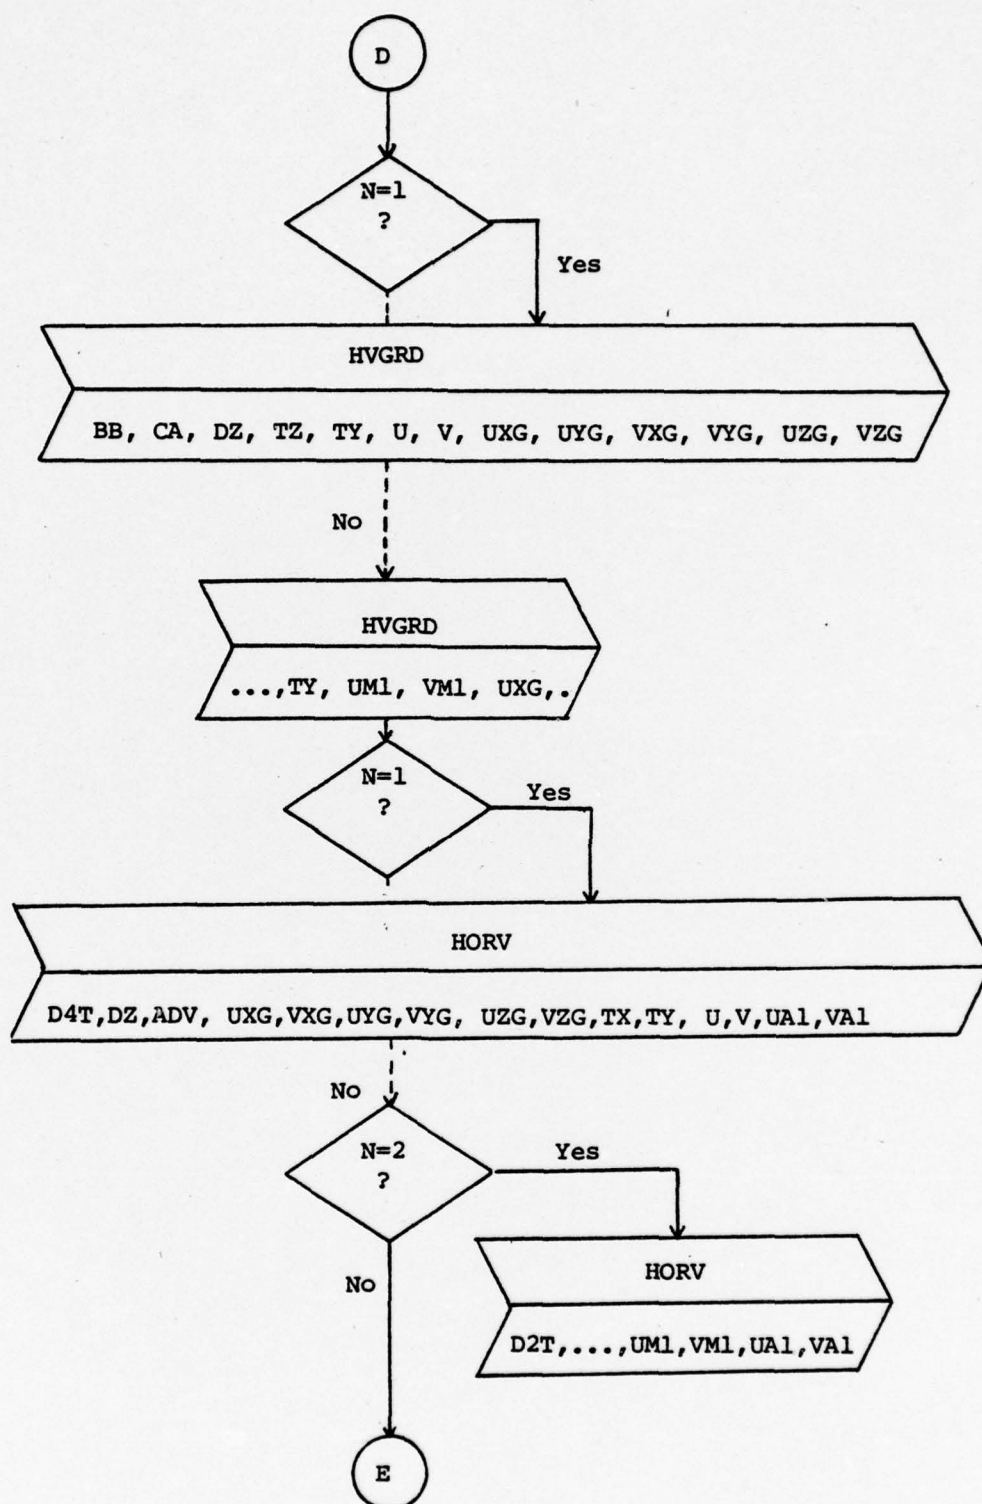 D
N=1
?
Yes
HVGRD
BB, CA, DZ, TZ, TY, U, V, UXG, UYG, VXG, VYG, UZG, VZG
No
HVGRD
...,TY, UM1, VM1, UXG,.
N=1
?
Yes
HORV
D4T,DZ,ADV, UXG,VXG,UYG,VYG, UZG,VZG,TX,TY, U,V,UA1,VA1
No
N=2
?
Yes
No
HORV
D2T,...,UM1,VM1,UA1,VA1
E